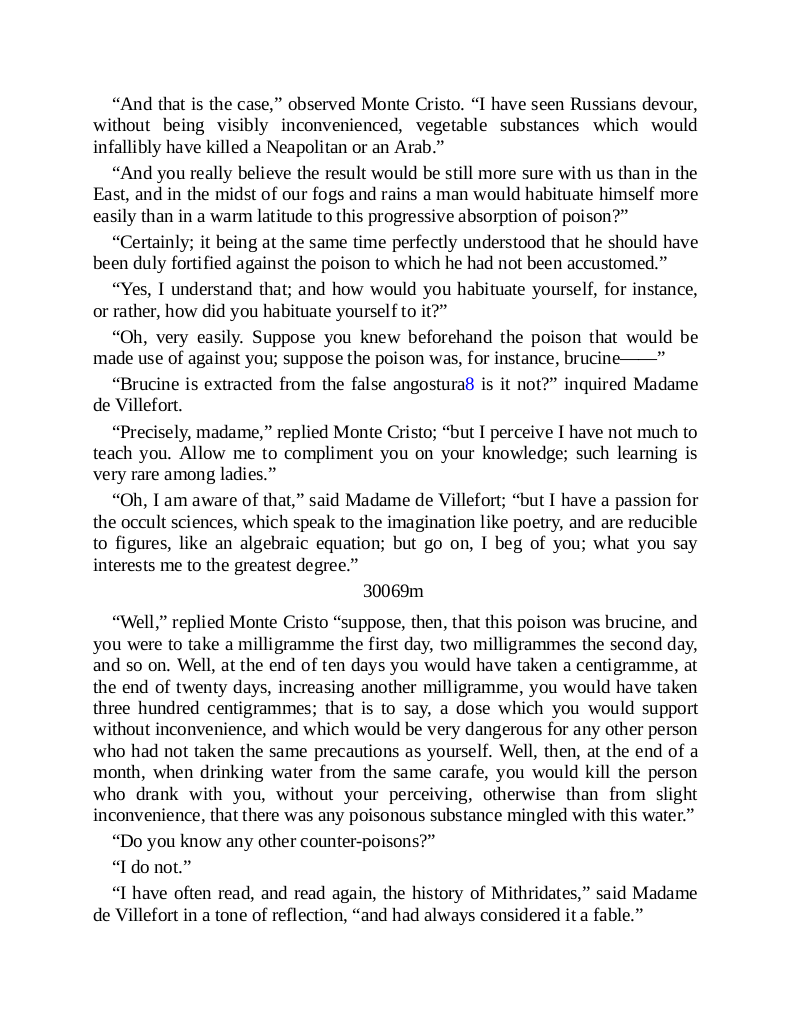 “And that is the case,” observed Monte Cristo. “I have seen Russians devour,
without being visibly inconvenienced, vegetable substances which would
infallibly have killed a Neapolitan or an Arab.”
“And you really believe the result would be still more sure with us than in the
East, and in the midst of our fogs and rains a man would habituate himself more
easily than in a warm latitude to this progressive absorption of poison?”
“Certainly; it being at the same time perfectly understood that he should have
been duly fortified against the poison to which he had not been accustomed.”
“Yes, I understand that; and how would you habituate yourself, for instance,
or rather, how did you habituate yourself to it?”
“Oh, very easily. Suppose you knew beforehand the poison that would be
made use of against you; suppose the poison was, for instance, brucine——”
“Brucine is extracted from the false angostura8 is it not?” inquired Madame
de Villefort.
“Precisely, madame,” replied Monte Cristo; “but I perceive I have not much to
teach you. Allow me to compliment you on your knowledge; such learning is
very rare among ladies.”
“Oh, I am aware of that,” said Madame de Villefort; “but I have a passion for
the occult sciences, which speak to the imagination like poetry, and are reducible
to figures, like an algebraic equation; but go on, I beg of you; what you say
interests me to the greatest degree.”
30069m
“Well,” replied Monte Cristo “suppose, then, that this poison was brucine, and
you were to take a milligramme the first day, two milligrammes the second day,
and so on. Well, at the end of ten days you would have taken a centigramme, at
the end of twenty days, increasing another milligramme, you would have taken
three hundred centigrammes; that is to say, a dose which you would support
without inconvenience, and which would be very dangerous for any other person
who had not taken the same precautions as yourself. Well, then, at the end of a
month, when drinking water from the same carafe, you would kill the person
who drank with you, without your perceiving, otherwise than from slight
inconvenience, that there was any poisonous substance mingled with this water.”
“Do you know any other counter-poisons?”
“I do not.”
“I have often read, and read again, the history of Mithridates,” said Madame
de Villefort in a tone of reflection, “and had always considered it a fable.”